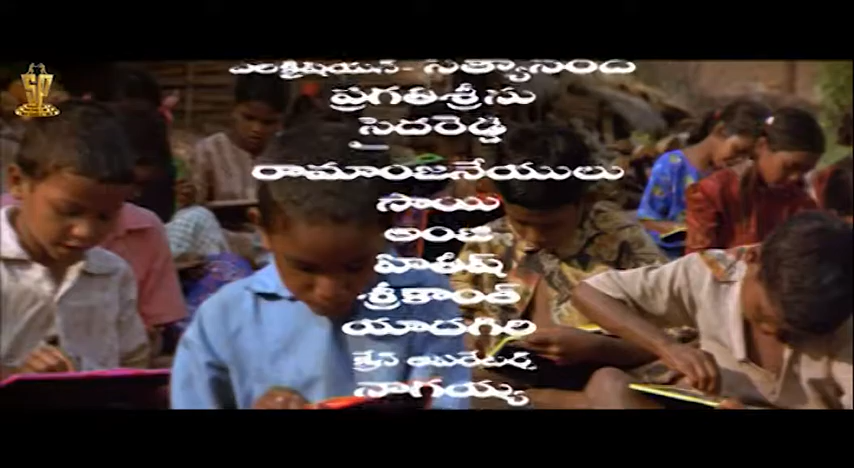 ఎలక్ట్రీషియన్ - సత్యానంద
ప్రగతి శ్రీను
సైదరెడ్డి
రామాంజనేయులు
సాయి
అంజి
హరీష్
శ్రీకాంత్
యాదగిరి
క్రేన్ ఆపరేటర్స్
నాగయ్య